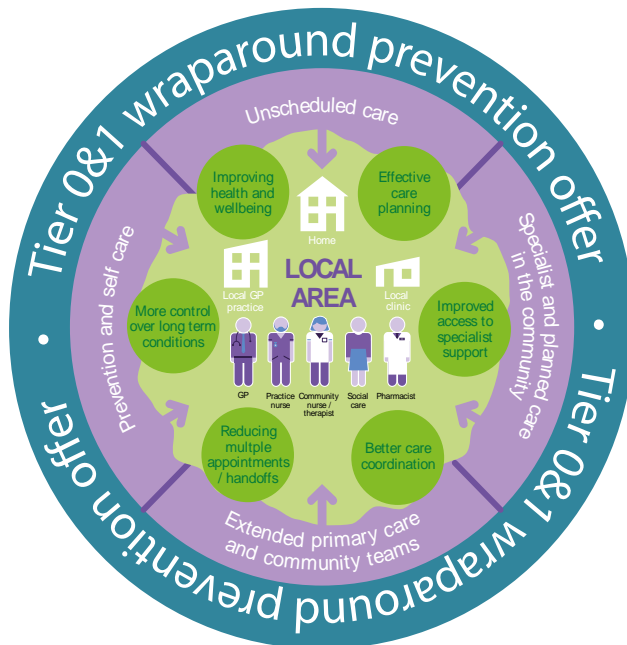 Tier 0&1 wraparound prevention offer
Unscheduled care
Improving
health and
wellbeing
Effective
care
planning
Home
Prevention and self care
Specialist and planned care
in the community
Local GP
practice
LOCAL
AREA
Local
clinic
More control
over long term
conditions
Improved
access to
specialist
support
GP
Practice
nurse
Community
nurse /
therapist
Social
care
Pharmacist
Reducing
multple
appointments
/ handoffs
Better care
coordination
Extended primary care
and community teams
Tier 0&1 wraparound prevention offer